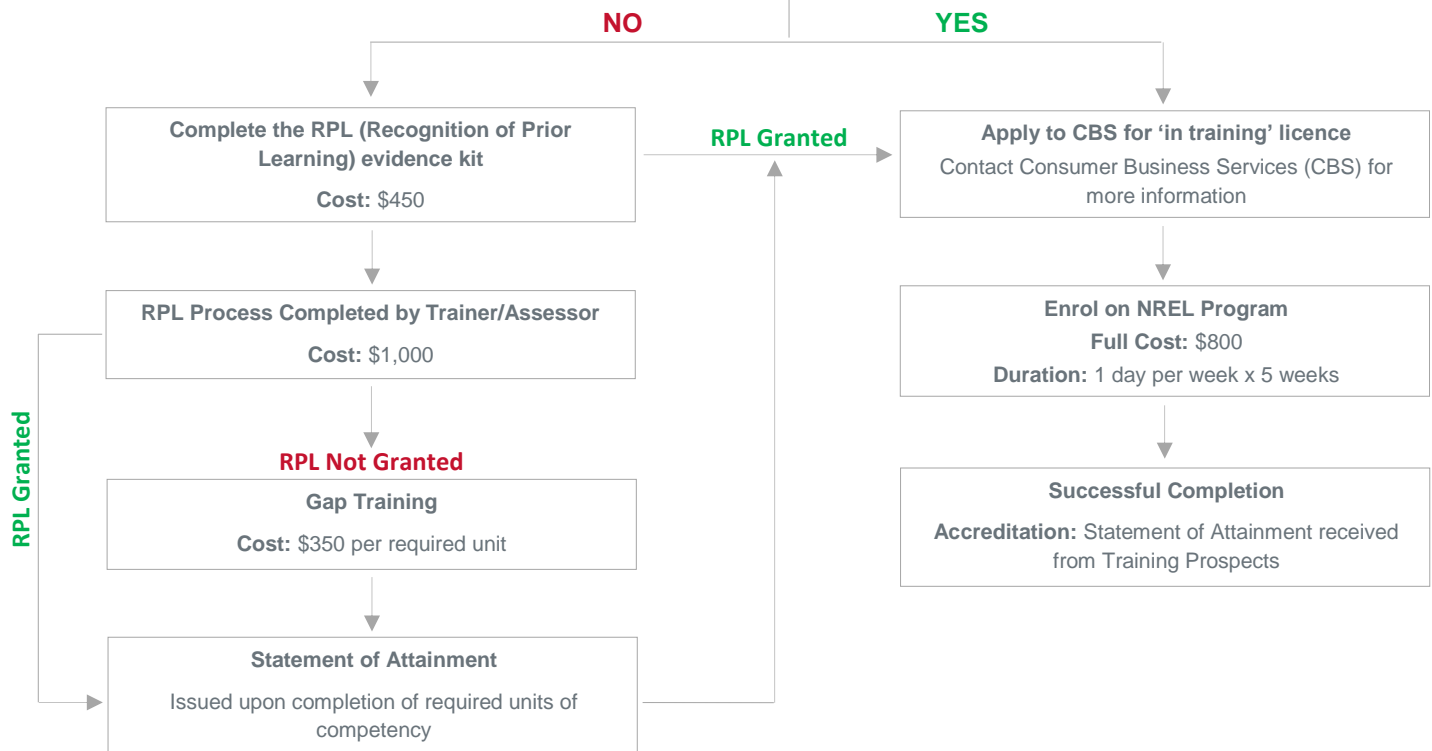 NO
YES
Complete the RPL (Recognition of Prior
Learning) evidence kit
Cost: $450
RPL Granted
Apply to CBS for ‘in training’ licence
Contact Consumer Business Services (CBS) for
more information
RPL Process Completed by Trainer/Assessor
Cost: $1,000
Enrol on NREL Program
Full Cost: $800
Duration: 1 day per week x 5 weeks
RPL Granted
RPL Not Granted
Gap Training
Cost: $350 per required unit
Successful Completion
Accreditation: Statement of Attainment received
from Training Prospects
Statement of Attainment
Issued upon completion of required units of
competency